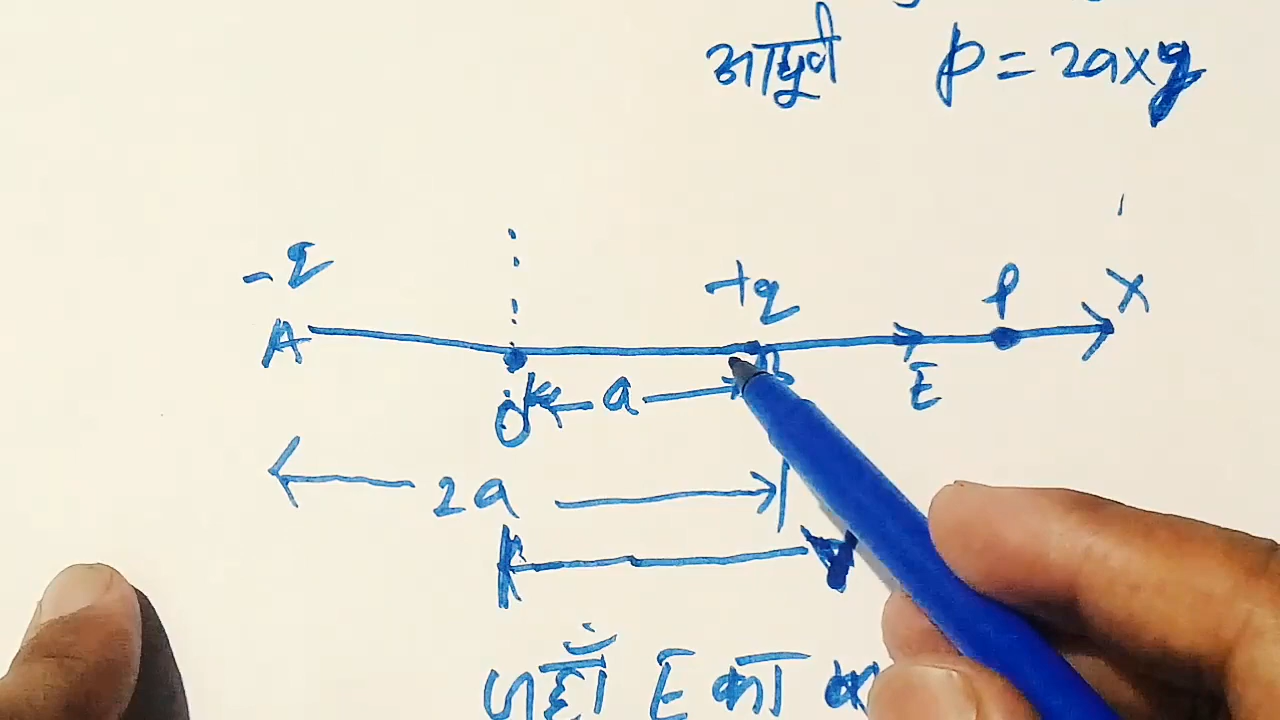 आघूर्ण p = 2a×q
-q +q P X
A B E
O a
2a
जहाँ E का